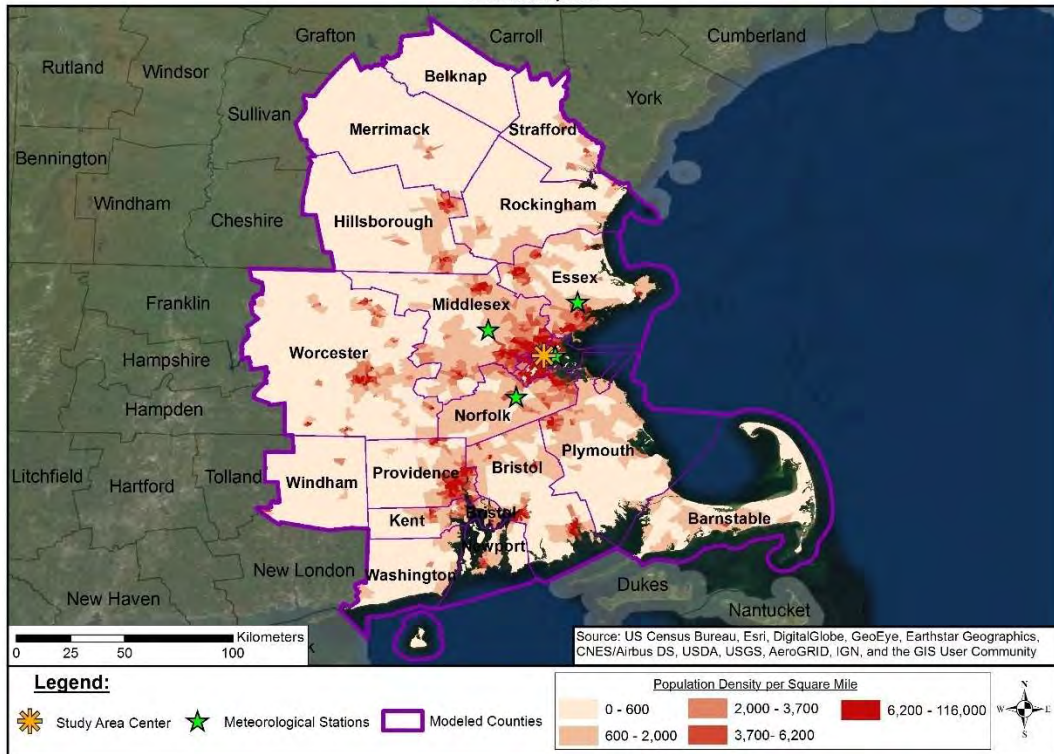 Grafton
Carroll
Cumberland
Rutland
Windsor
Belknap
York
Sullivan
Merrimack
Strafford
Bennington
Windham
Cheshire
Hillsborough
Rockingham
Essex
Franklin
Middlesex
Hampshire
Worcester
Hampden
Norfolk
Plymouth
Litchfield
Hartford
Tolland
Windham
Providence
Bristol
Kent
Bristol
Barnstable
Newport
New London
Washington
Dukes
New Haven
Nantucket
Kilometers
0 25 50 100
Source: US Census Bureau, Esri, DigitalGlobe, GeoEye, Earthstar Geographics,
CNES/Airbus DS, USDA, USGS, AeroGRID, IGN, and the GIS User Community
Legend:
Study Area Center
Meteorological Stations
Modeled Counties
Population Density per Square Mile
0 - 600
2,000 - 3,700
6,200 - 116,000
600 - 2,000
3,700- 6,200
N
W E
S